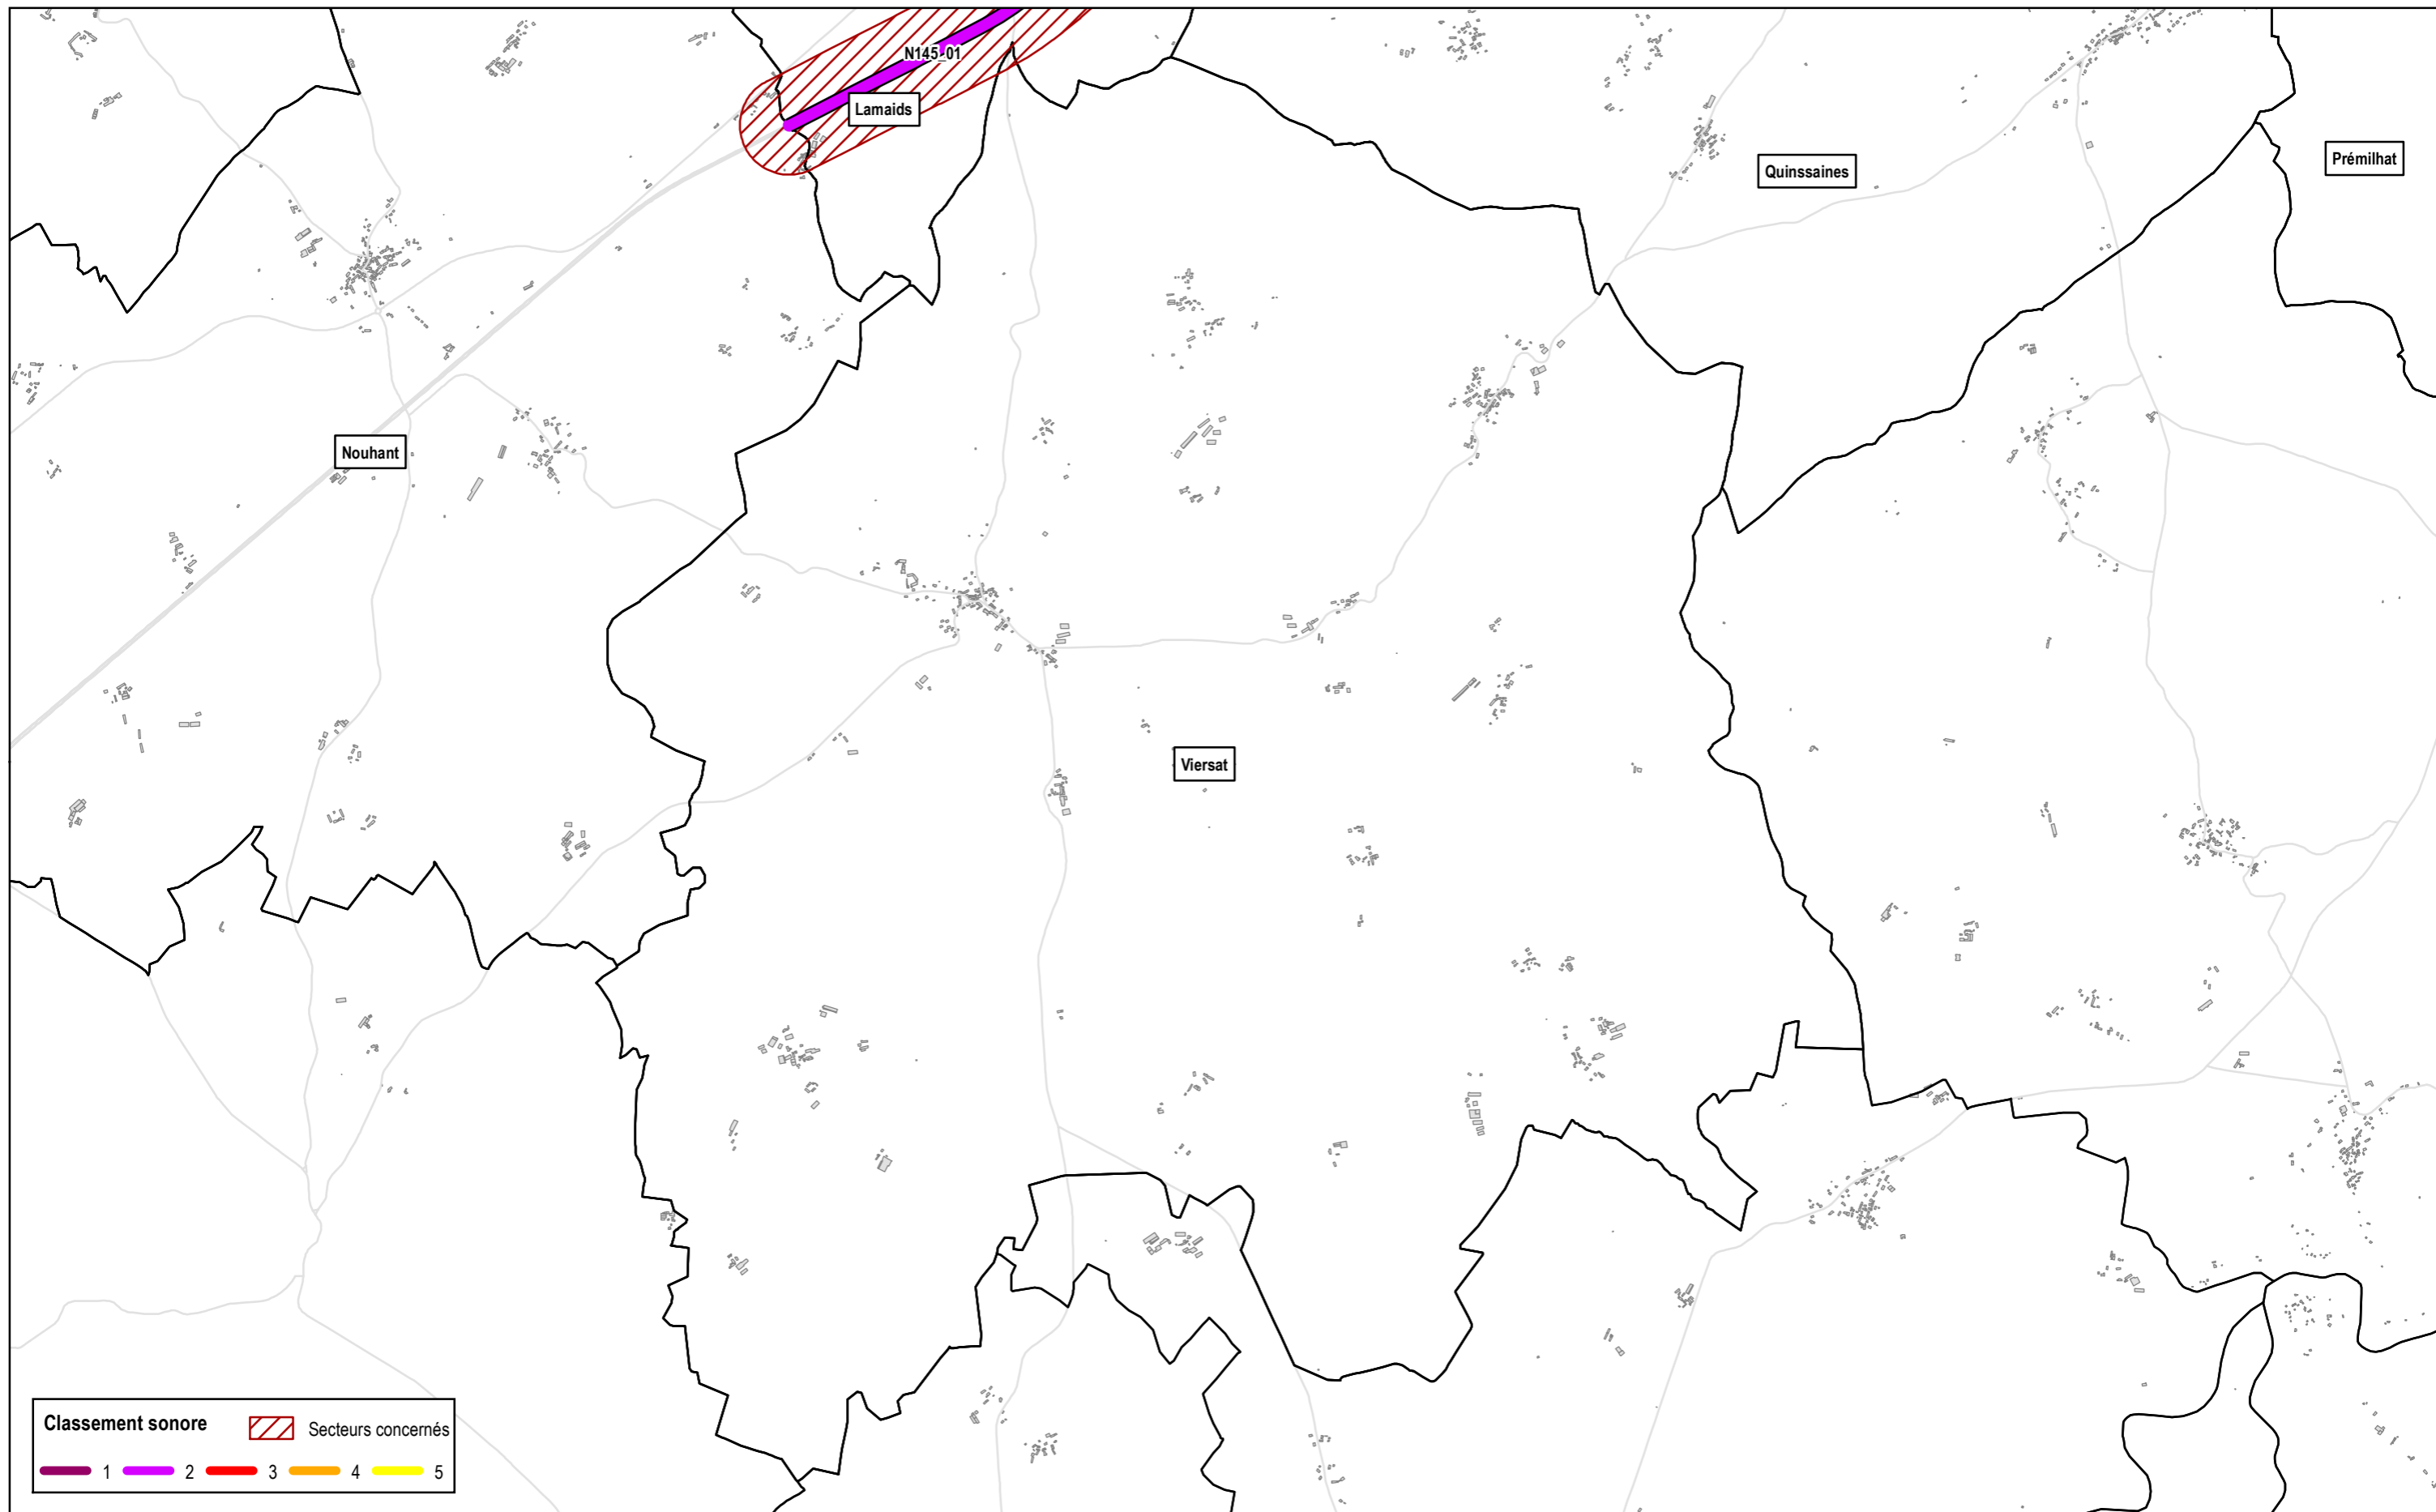 N145_01
Lamaids
Prémilhat
Quinssaines
Nouhant
Viersat
Classement sonore
Secteurs concernés
1 2 3 4 5